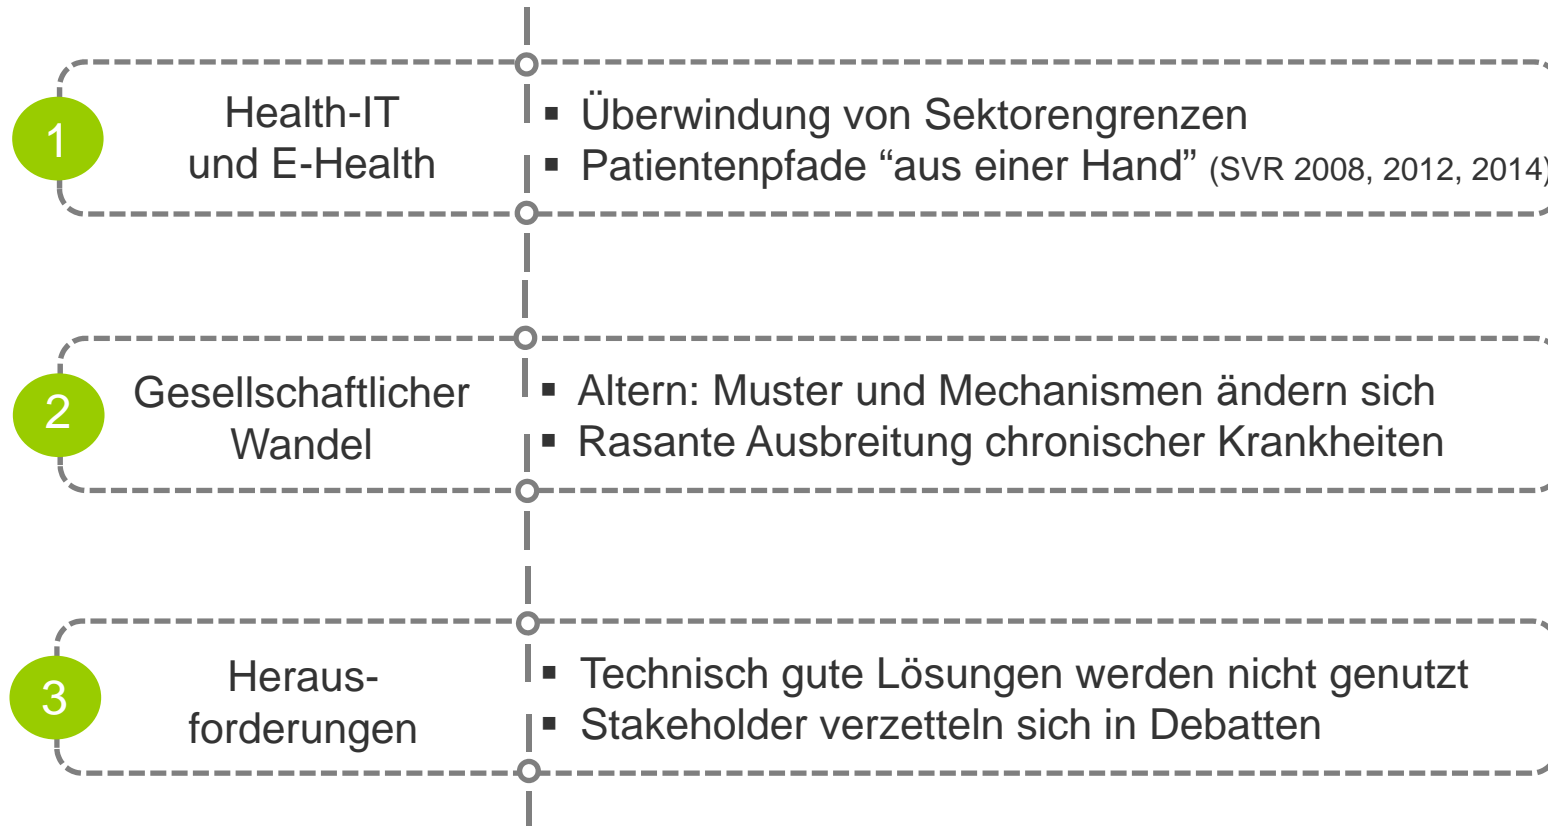 1
Health-IT
und E-Health
▪ Überwindung von Sektorengrenzen
▪ Patientenpfade “aus einer Hand” (SVR 2008, 2012, 2014)
2
Gesellschaftlicher
Wandel
▪ Altern: Muster und Mechanismen ändern sich
▪ Rasante Ausbreitung chronischer Krankheiten
3
Heraus-
forderungen
▪ Technisch gute Lösungen werden nicht genutzt
▪ Stakeholder verzetteln sich in Debatten